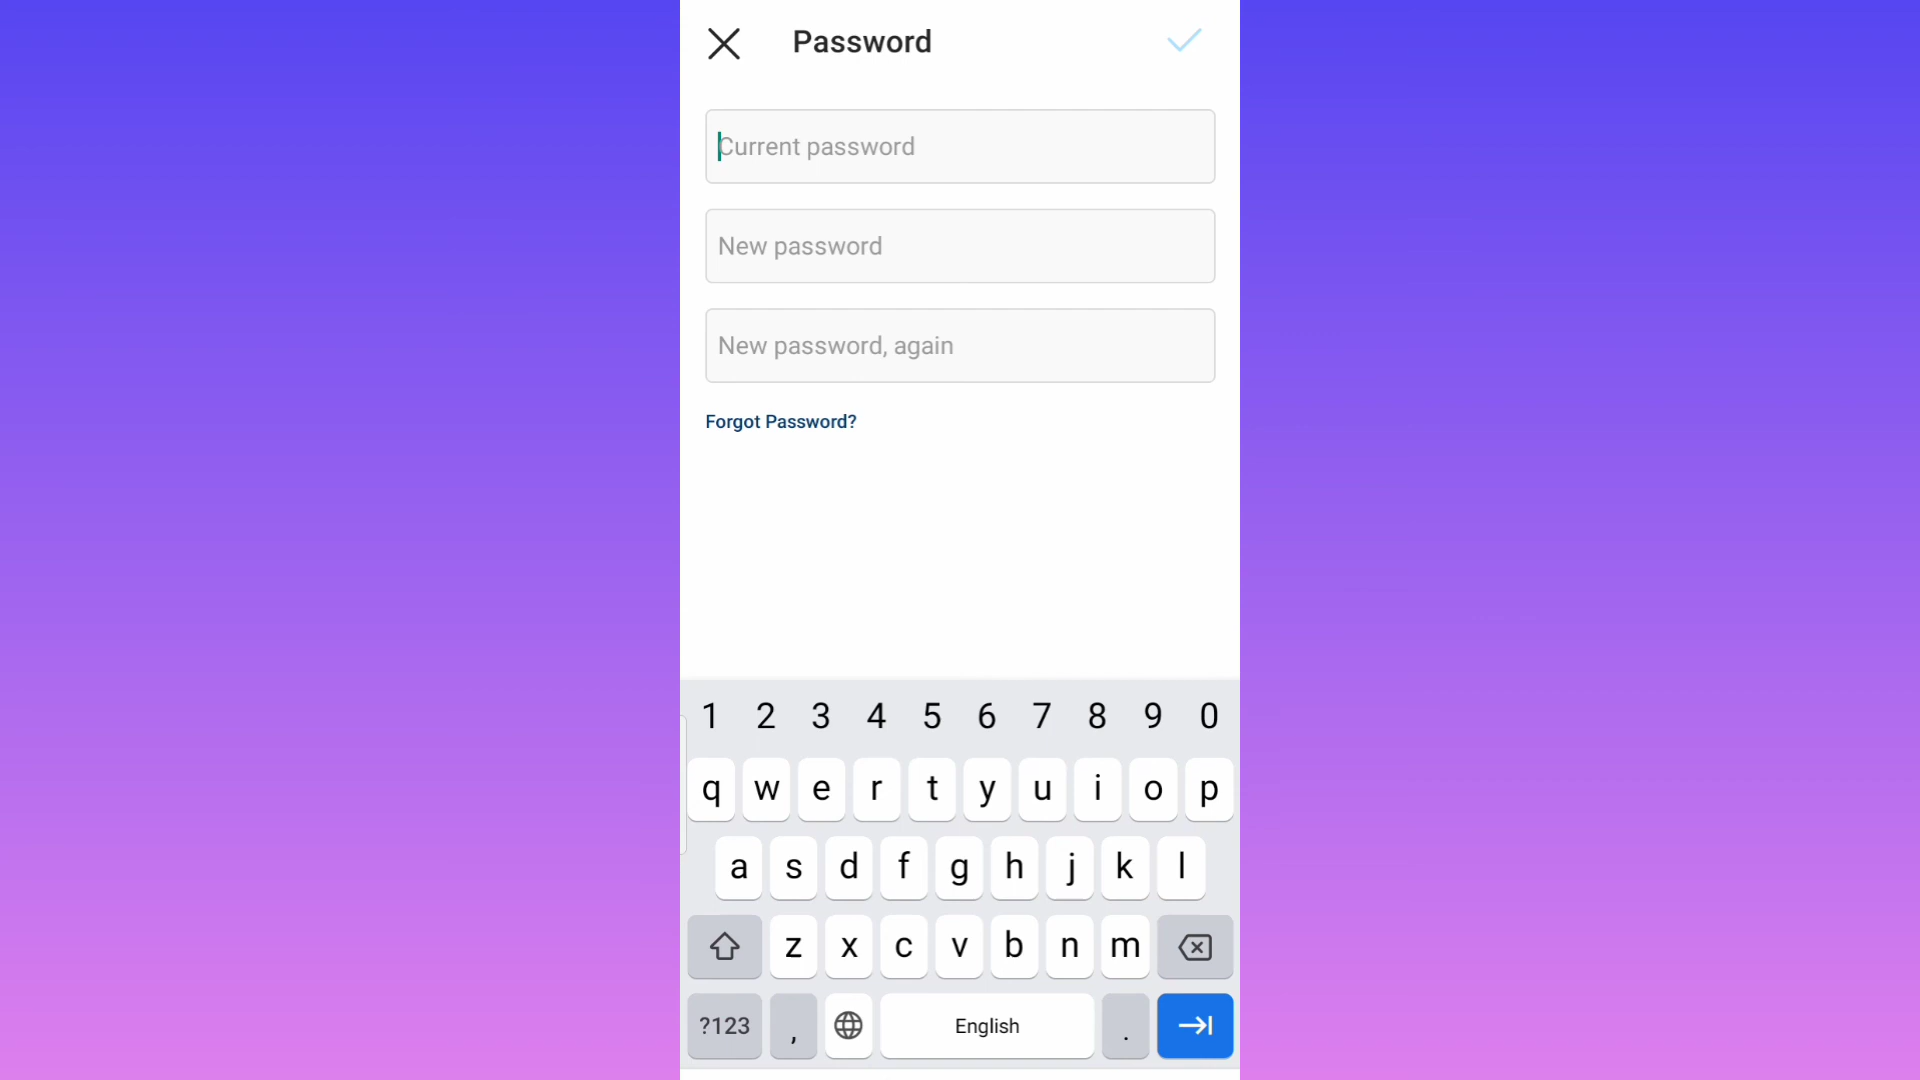 Password
Current password
New password
New password, again
Forgot Password?
1 2 3 4 5 6 7 8 9 0
q w e r t y u i o p
a s d f g h j k l
z x c v b n m
?123 , English .